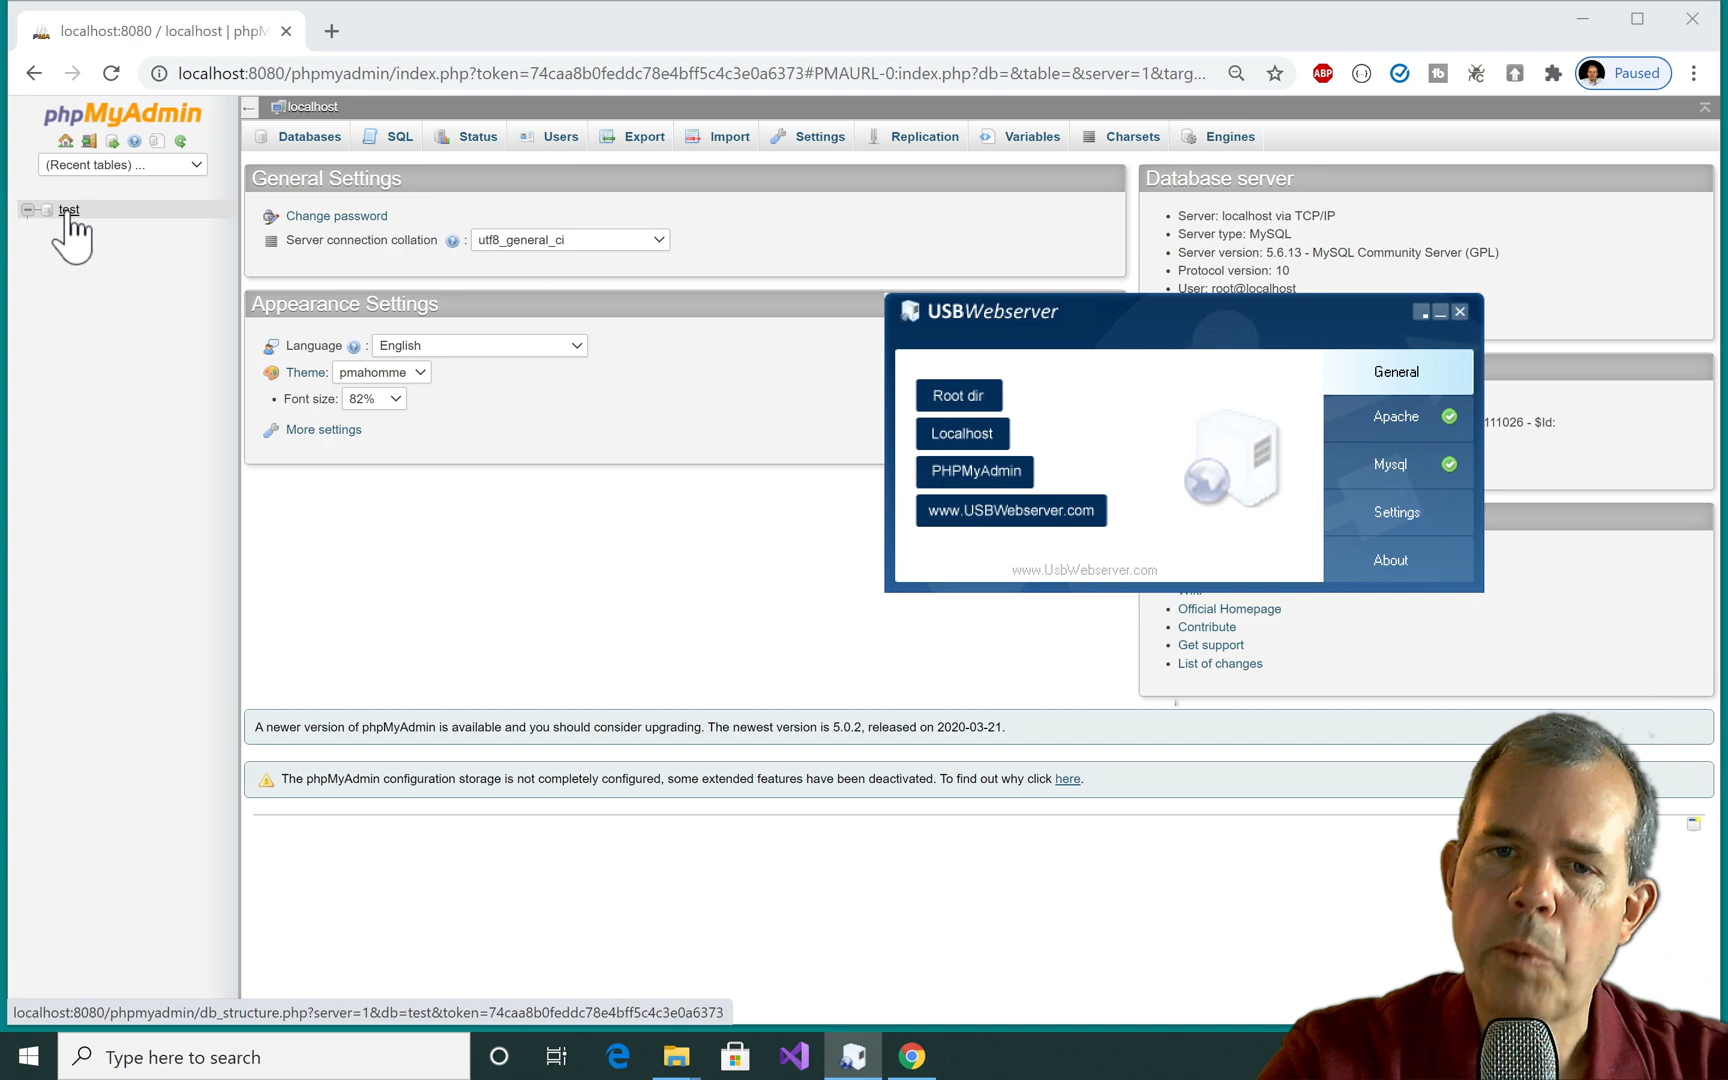 localhost:8080 / localhost | phpM
localhost:8080/phpmyadmin/index.php?token=74caa8b0feddc78e4bff5c4c3e0a6373#PMAURL-0:index.php?db=&table=&server=1&targ...
ABP
Paused
phpMyAdmin
(Recent tables) ...
test
localhost
Databases
SQL
Status
Users
Export
Import
Settings
Replication
Variables
Charsets
Engines
General Settings
Change password
Server connection collation : utf8_general_ci
Appearance Settings
Language : English
Theme: pmahomme
• Font size: 82%
More settings
Database server
• Server: localhost via TCP/IP
• Server type: MySQL
• Server version: 5.6.13 - MySQL Community Server (GPL)
• Protocol version: 10
• User: root@localhost
111026 - $Id:
• Official Homepage
• Contribute
• Get support
• List of changes
USBWebserver
Root dir
Localhost
PHPMyAdmin
www.USBWebserver.com
www.UsbWebserver.com
General
Apache
Mysql
Settings
About
A newer version of phpMyAdmin is available and you should consider upgrading. The newest version is 5.0.2, released on 2020-03-21.
The phpMyAdmin configuration storage is not completely configured, some extended features have been deactivated. To find out why click here.
localhost:8080/phpmyadmin/db_structure.php?server=1&db=test&token=74caa8b0feddc78e4bff5c4c3e0a6373
Type here to search